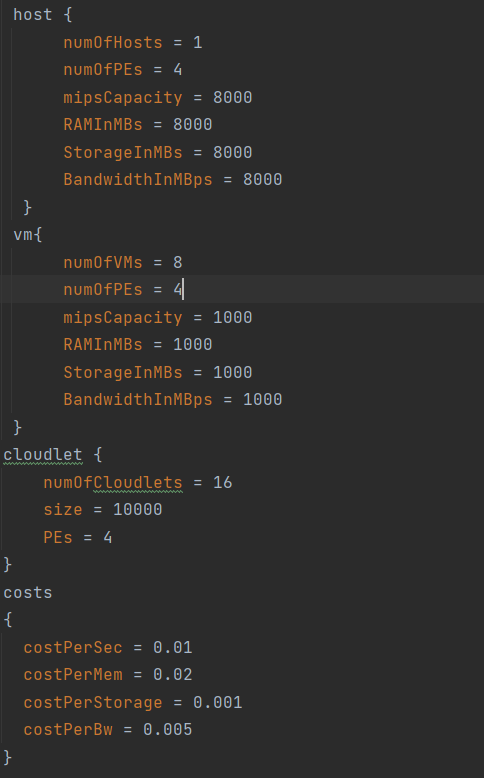 host {
numOfHosts = 1
numOfPEs = 4
mipsCapacity = 8000
RAMInMBs = 8000
StorageInMBs = 8000
BandwidthInMBps = 8000
}
vm{
numOfVMs = 8
numOfPEs = 4
mipsCapacity = 1000
RAMInMBs = 1000
StorageInMBs = 1000
BandwidthInMBps = 1000
}
cloudlet {
numOfCloudlets = 16
size = 10000
PEs = 4
}
costs
{
costPerSec = 0.01
costPerMem = 0.02
costPerStorage = 0.001
costPerBw = 0.005
}